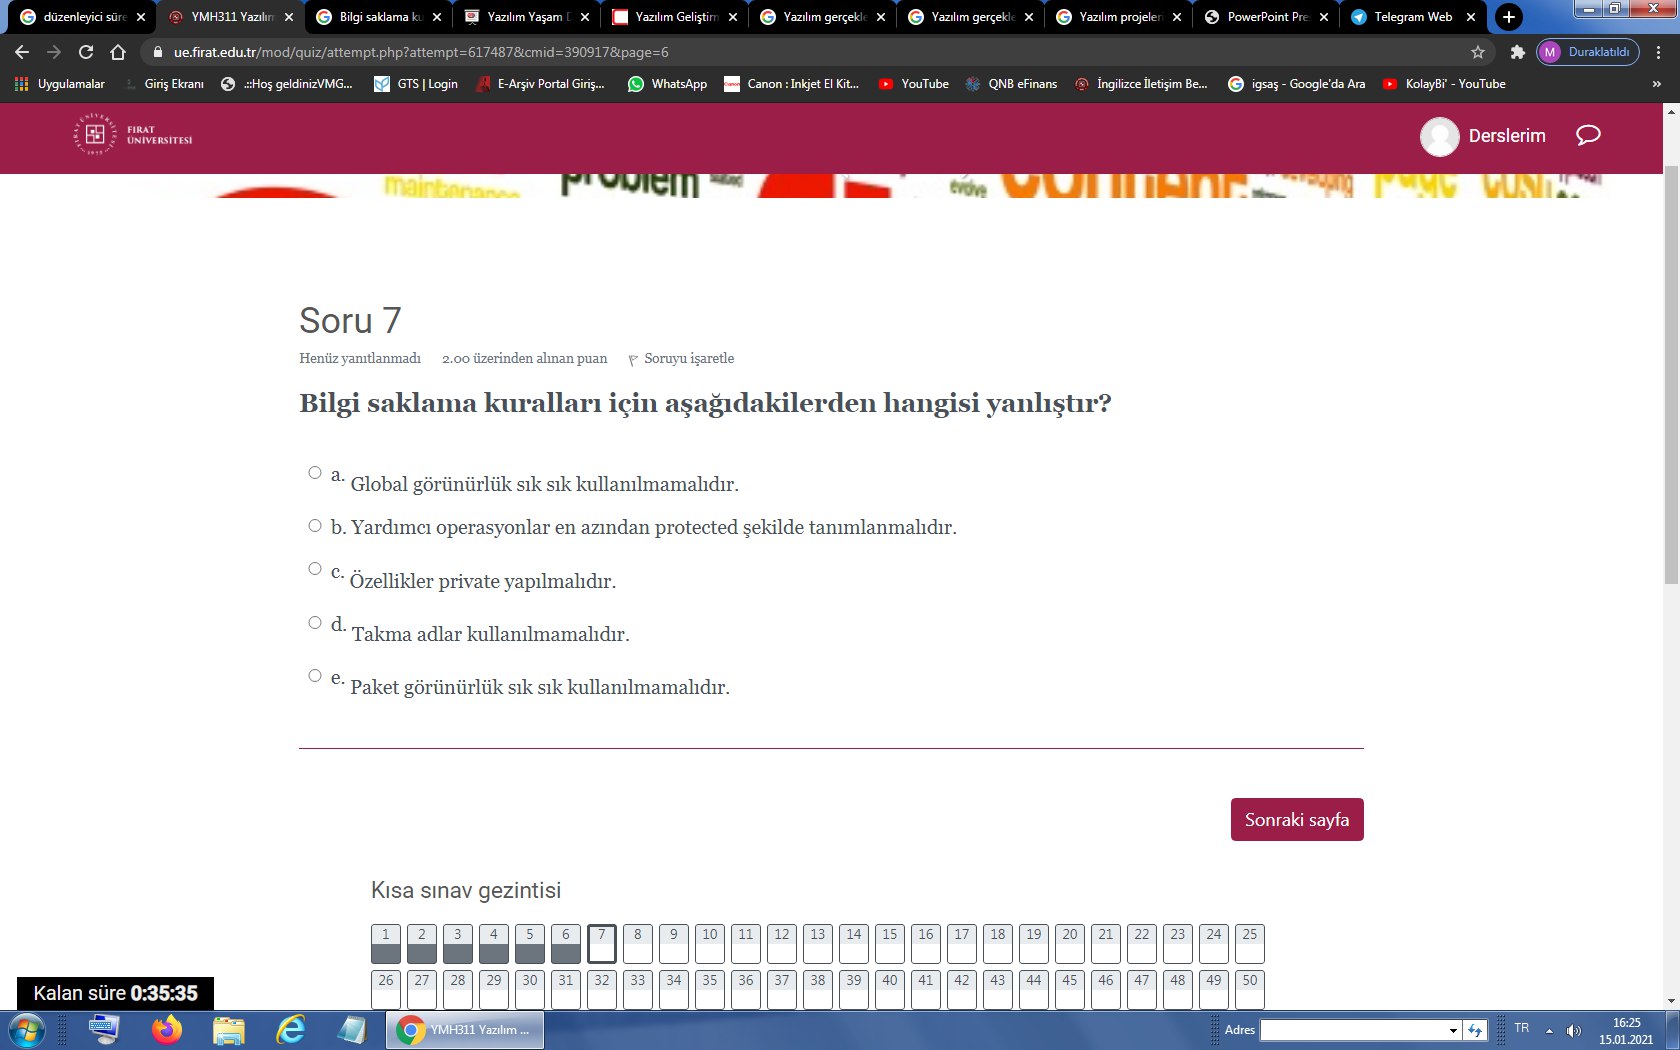 düzenleyici süre
YMH311 Yazılım
Bilgi saklama ku
Yazılım Yaşam D
Yazılım Geliştirm
Yazılım gerçekle
Yazılım gerçekle
Yazılım projelen
PowerPoint Pre
Telegram Web
ue.firat.edu.tr/mod/quiz/attempt.php?attempt=617487&cmid=390917&page=6
M Duraklatıldı
Uygulamalar
Giriş Ekranı
.::Hoş geldinizVMG...
GTS | Login
E-Arşiv Portal Giriş...
WhatsApp
Canon : Inkjet El Kit...
YouTube
QNB eFinans
İngilizce İletişim Be...
igsaş - Google'da Ara
KolayBi' - YouTube
»
FIRAT
ÜNİVERSİTESİ
Derslerim
maintenance
problem
evolve
Soru 7
Henüz yanıtlanmadı 2.00 üzerinden alınan puan Soruyu işaretle
Bilgi saklama kuralları için aşağıdakilerden hangisi yanlıştır?
a. Global görünürlük sık sık kullanılmamalıdır.
b. Yardımcı operasyonlar en azından protected şekilde tanımlanmalıdır.
c. Özellikler private yapılmalıdır.
d. Takma adlar kullanılmamalıdır.
e. Paket görünürlük sık sık kullanılmamalıdır.
Sonraki sayfa
Kısa sınav gezintisi
1 2 3 4 5 6 7 8 9 10 11 12 13 14 15 16 17 18 19 20 21 22 23 24 25
26 27 28 29 30 31 32 33 34 35 36 37 38 39 40 41 42 43 44 45 46 47 48 49 50
Kalan süre 0:35:35
YMH311 Yazılım ...
Adres
TR
16:25
15.01.2021